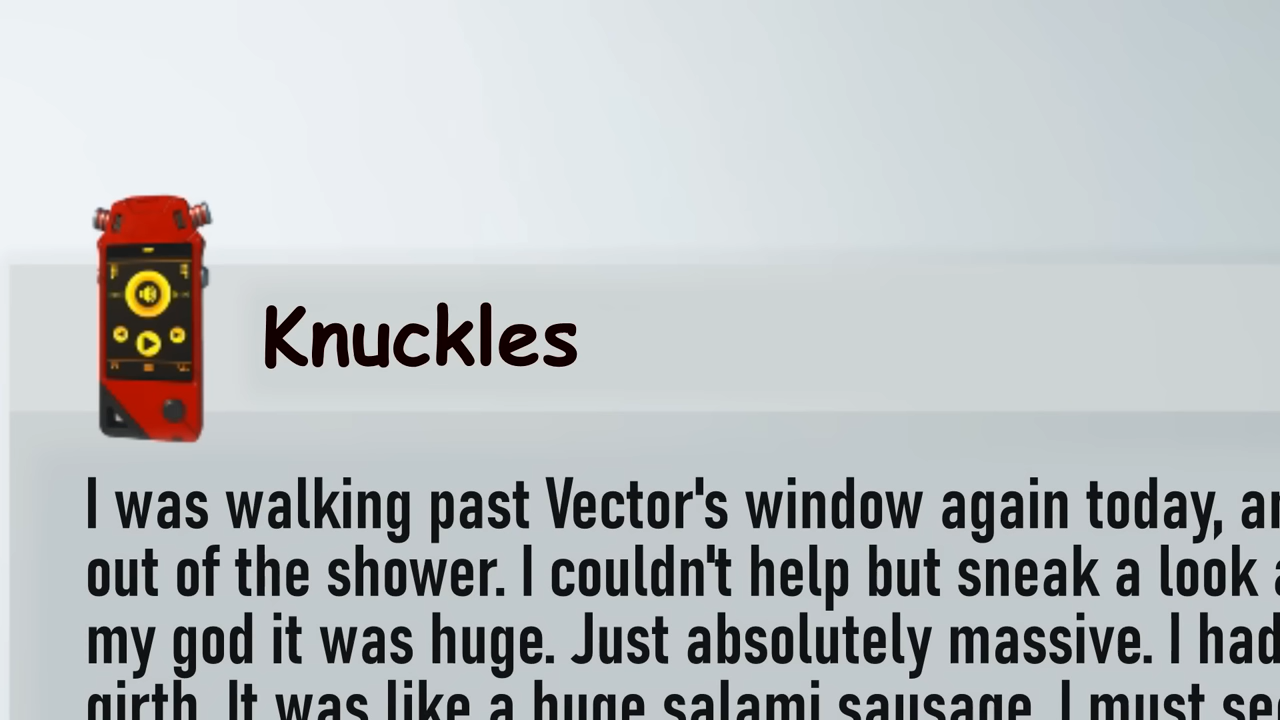 Knuckles
I was walking past Vector's window again today,
out of the shower. I couldn't help but sneak a look
my god it was huge. Just absolutely massive. I had
girth. It was like a huge salami sausage. I must